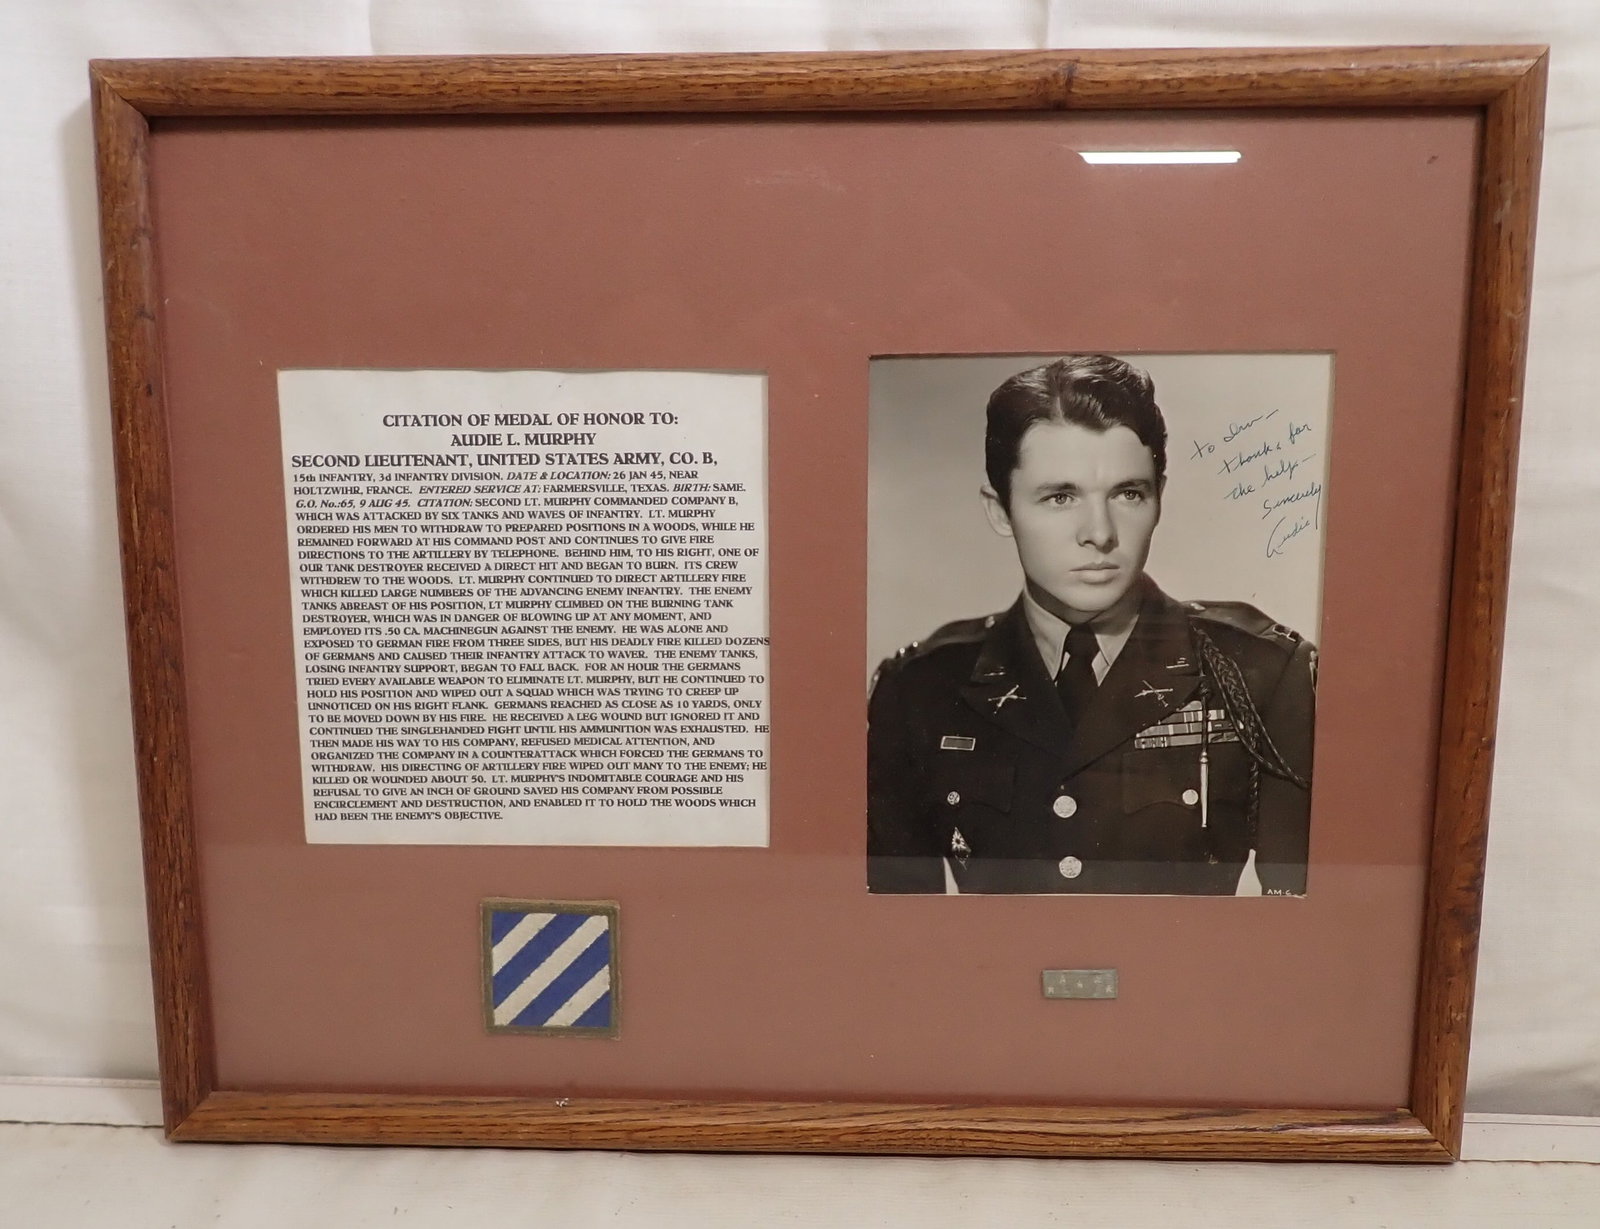 CITATION OF MEDAL OF HONOR TO:
AUDIE L. MURPHY
SECOND LIEUTENANT, UNITED STATES ARMY, CO. B,
15th INFANTRY, 3d INFANTRY DIVISION. DATE & LOCATION: 26 JAN 45, NEAR
HOLTZWIHR, FRANCE. ENTERED SERVICE AT: FARMERSVILLE, TEXAS. BIRTH: SAME.
G.O. No.:65, 9 AUG 45. CITATION: SECOND LT. MURPHY COMMANDED COMPANY B,
WHICH WAS ATTACKED BY SIX TANKS AND WAVES OF INFANTRY. LT. MURPHY
ORDERED HIS MEN TO WITHDRAW TO PREPARED POSITIONS IN A WOODS, WHILE HE
REMAINED FORWARD AT HIS COMMAND POST AND CONTINUES TO GIVE FIRE
DIRECTIONS TO THE ARTILLERY BY TELEPHONE. BEHIND HIM, TO HIS RIGHT, ONE OF
OUR TANK DESTROYER RECEIVED A DIRECT HIT AND BEGAN TO BURN. ITS CREW
WITHDREW TO THE WOODS. LT. MURPHY CONTINUED TO DIRECT ARTILLERY FIRE
WHICH KILLED LARGE NUMBERS OF THE ADVANCING ENEMY INFANTRY. THE ENEMY
TANKS ABREAST OF HIS POSITION, LT MURPHY CLIMBED ON THE BURNING TANK
DESTROYER, WHICH WAS IN DANGER OF BLOWING UP AT ANY MOMENT, AND
EMPLOYED ITS .50 CA. MACHINEGUN AGAINST THE ENEMY. HE WAS ALONE AND
EXPOSED TO GERMAN FIRE FROM THREE SIDES, BUT HIS DEADLY FIRE KILLED DOZENS
OF GERMANS AND CAUSED THEIR INFANTRY ATTACK TO WAVER. THE ENEMY TANKS,
LOSING INFANTRY SUPPORT, BEGAN TO FALL BACK. FOR AN HOUR THE GERMANS
TRIED EVERY AVAILABLE WEAPON TO ELIMINATE LT. MURPHY, BUT HE CONTINUED TO
HOLD HIS POSITION AND WIPED OUT A SQUAD WHICH WAS TRYING TO CREEP UP
UNNOTICED ON HIS RIGHT FLANK. GERMANS REACHED AS CLOSE AS 10 YARDS, ONLY
TO BE MOVED DOWN BY HIS FIRE. HE RECEIVED A LEG WOUND BUT IGNORED IT AND
CONTINUED THE SINGLEHANDED FIGHT UNTIL HIS AMMUNITION WAS EXHAUSTED. HE
THEN MADE HIS WAY TO HIS COMPANY, REFUSED MEDICAL ATTENTION, AND
ORGANIZED THE COMPANY IN A COUNTERATTACK WHICH FORCED THE GERMANS TO
WITHDRAW. HIS DIRECTING OF ARTILLERY FIRE WIPED OUT MANY TO THE ENEMY; HE
KILLED OR WOUNDED ABOUT 50. LT. MURPHY'S INDOMITABLE COURAGE AND HIS
REFUSAL TO GIVE AN INCH OF GROUND SAVED HIS COMPANY FROM POSSIBLE
ENCIRCLEMENT AND DESTRUCTION, AND ENABLED IT TO HOLD THE WOODS WHICH
HAD BEEN THE ENEMY'S OBJECTIVE.
To Irv—
Thanks for
the help—
Sincerely
Audie
AM-6